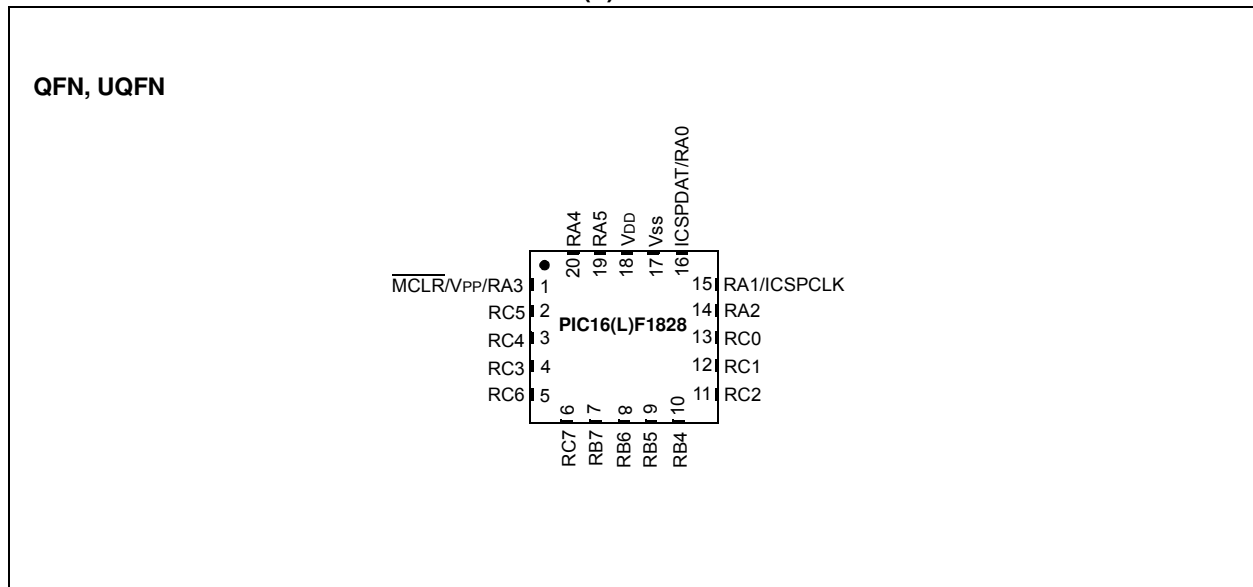 QFN, UQFN
20 RA4
19 RA5
18 VDD
17 Vss
16 ICSPDAT/RA0
MCLR/VPP/RA3 1
RC5 2
RC4 3
RC3 4
RC6 5
PIC16(L)F1828
15 RA1/ICSPCLK
14 RA2
13 RC0
12 RC1
11 RC2
RC7 6
RB7 7
RB6 8
RB5 9
RB4 10